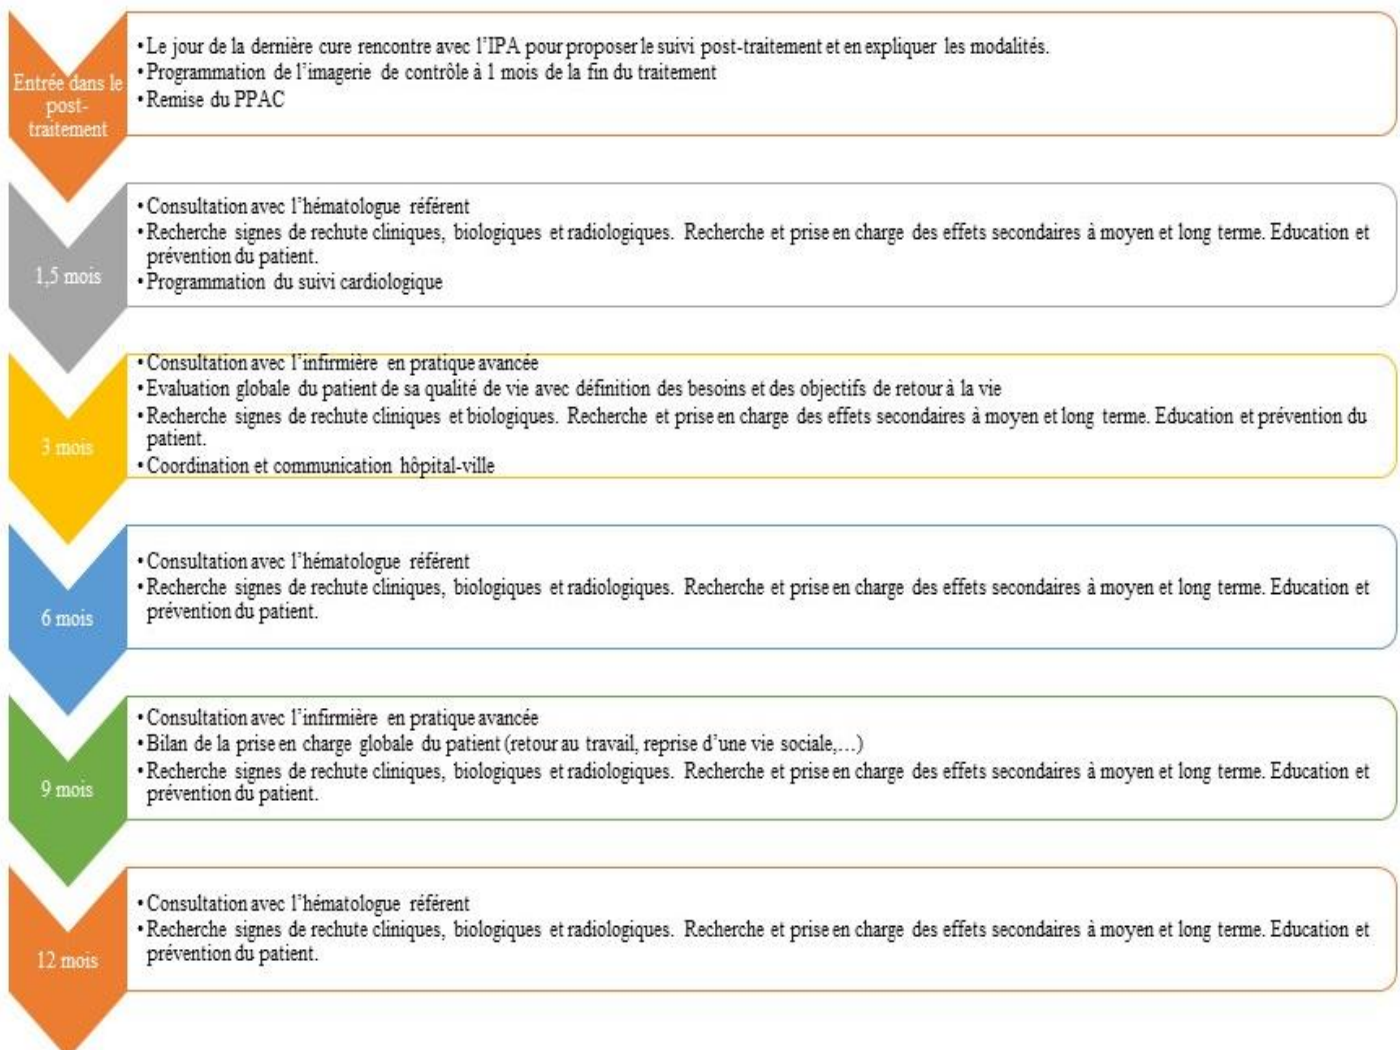 Entrée dans le
post-
traitement
•Le jour de la dernière cure rencontre avec l’IPA pour proposer le suivi post-traitement et en expliquer les modalités.
•Programmation de l’imagerie de contrôle à 1 mois de la fin du traitement
•Remise du PPAC
1,5 mois
•Consultation avec l’hématologue référent
•Recherche signes de rechute cliniques, biologiques et radiologiques. Recherche et prise en charge des effets secondaires à moyen et long terme. Education et
prévention du patient.
•Programmation du suivi cardiologique
3 mois
•Consultation avec l’infirmière en pratique avancée
•Evaluation globale du patient de sa qualité de vie avec définition des besoins et des objectifs de retour à la vie
•Recherche signes de rechute cliniques et biologiques. Recherche et prise en charge des effets secondaires à moyen et long terme. Education et prévention du
patient.
•Coordination et communication hôpital-ville
6 mois
•Consultation avec l’hématologue référent
•Recherche signes de rechute cliniques, biologiques et radiologiques. Recherche et prise en charge des effets secondaires à moyen et long terme. Education et
prévention du patient.
9 mois
•Consultation avec l’infirmière en pratique avancée
•Bilan de la prise en charge globale du patient (retour au travail, reprise d’une vie sociale,…)
•Recherche signes de rechute cliniques, biologiques et radiologiques. Recherche et prise en charge des effets secondaires à moyen et long terme. Education et
prévention du patient.
12 mois
•Consultation avec l’hématologue référent
•Recherche signes de rechute cliniques, biologiques et radiologiques. Recherche et prise en charge des effets secondaires à moyen et long terme. Education et
prévention du patient.